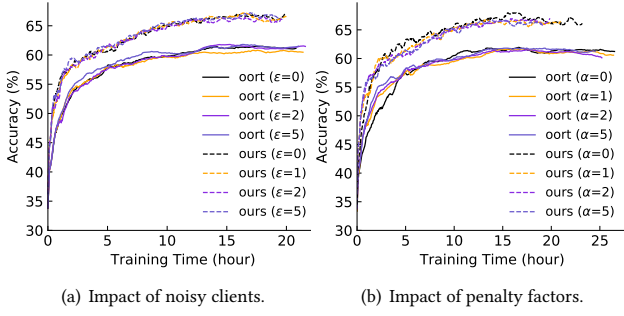 Accuracy (%)
65
60
55
50
45
40
35
30
0
5
10
15
20
Training Time (hour)
oort (ε=0)
oort (ε=1)
oort (ε=2)
oort (ε=5)
ours (ε=0)
ours (ε=1)
ours (ε=2)
ours (ε=5)
(a) Impact of noisy clients.
Accuracy (%)
65
60
55
50
45
40
35
30
0
5
10
15
20
25
Training Time (hour)
oort (α=0)
oort (α=1)
oort (α=2)
oort (α=5)
ours (α=0)
ours (α=1)
ours (α=2)
ours (α=5)
(b) Impact of penalty factors.